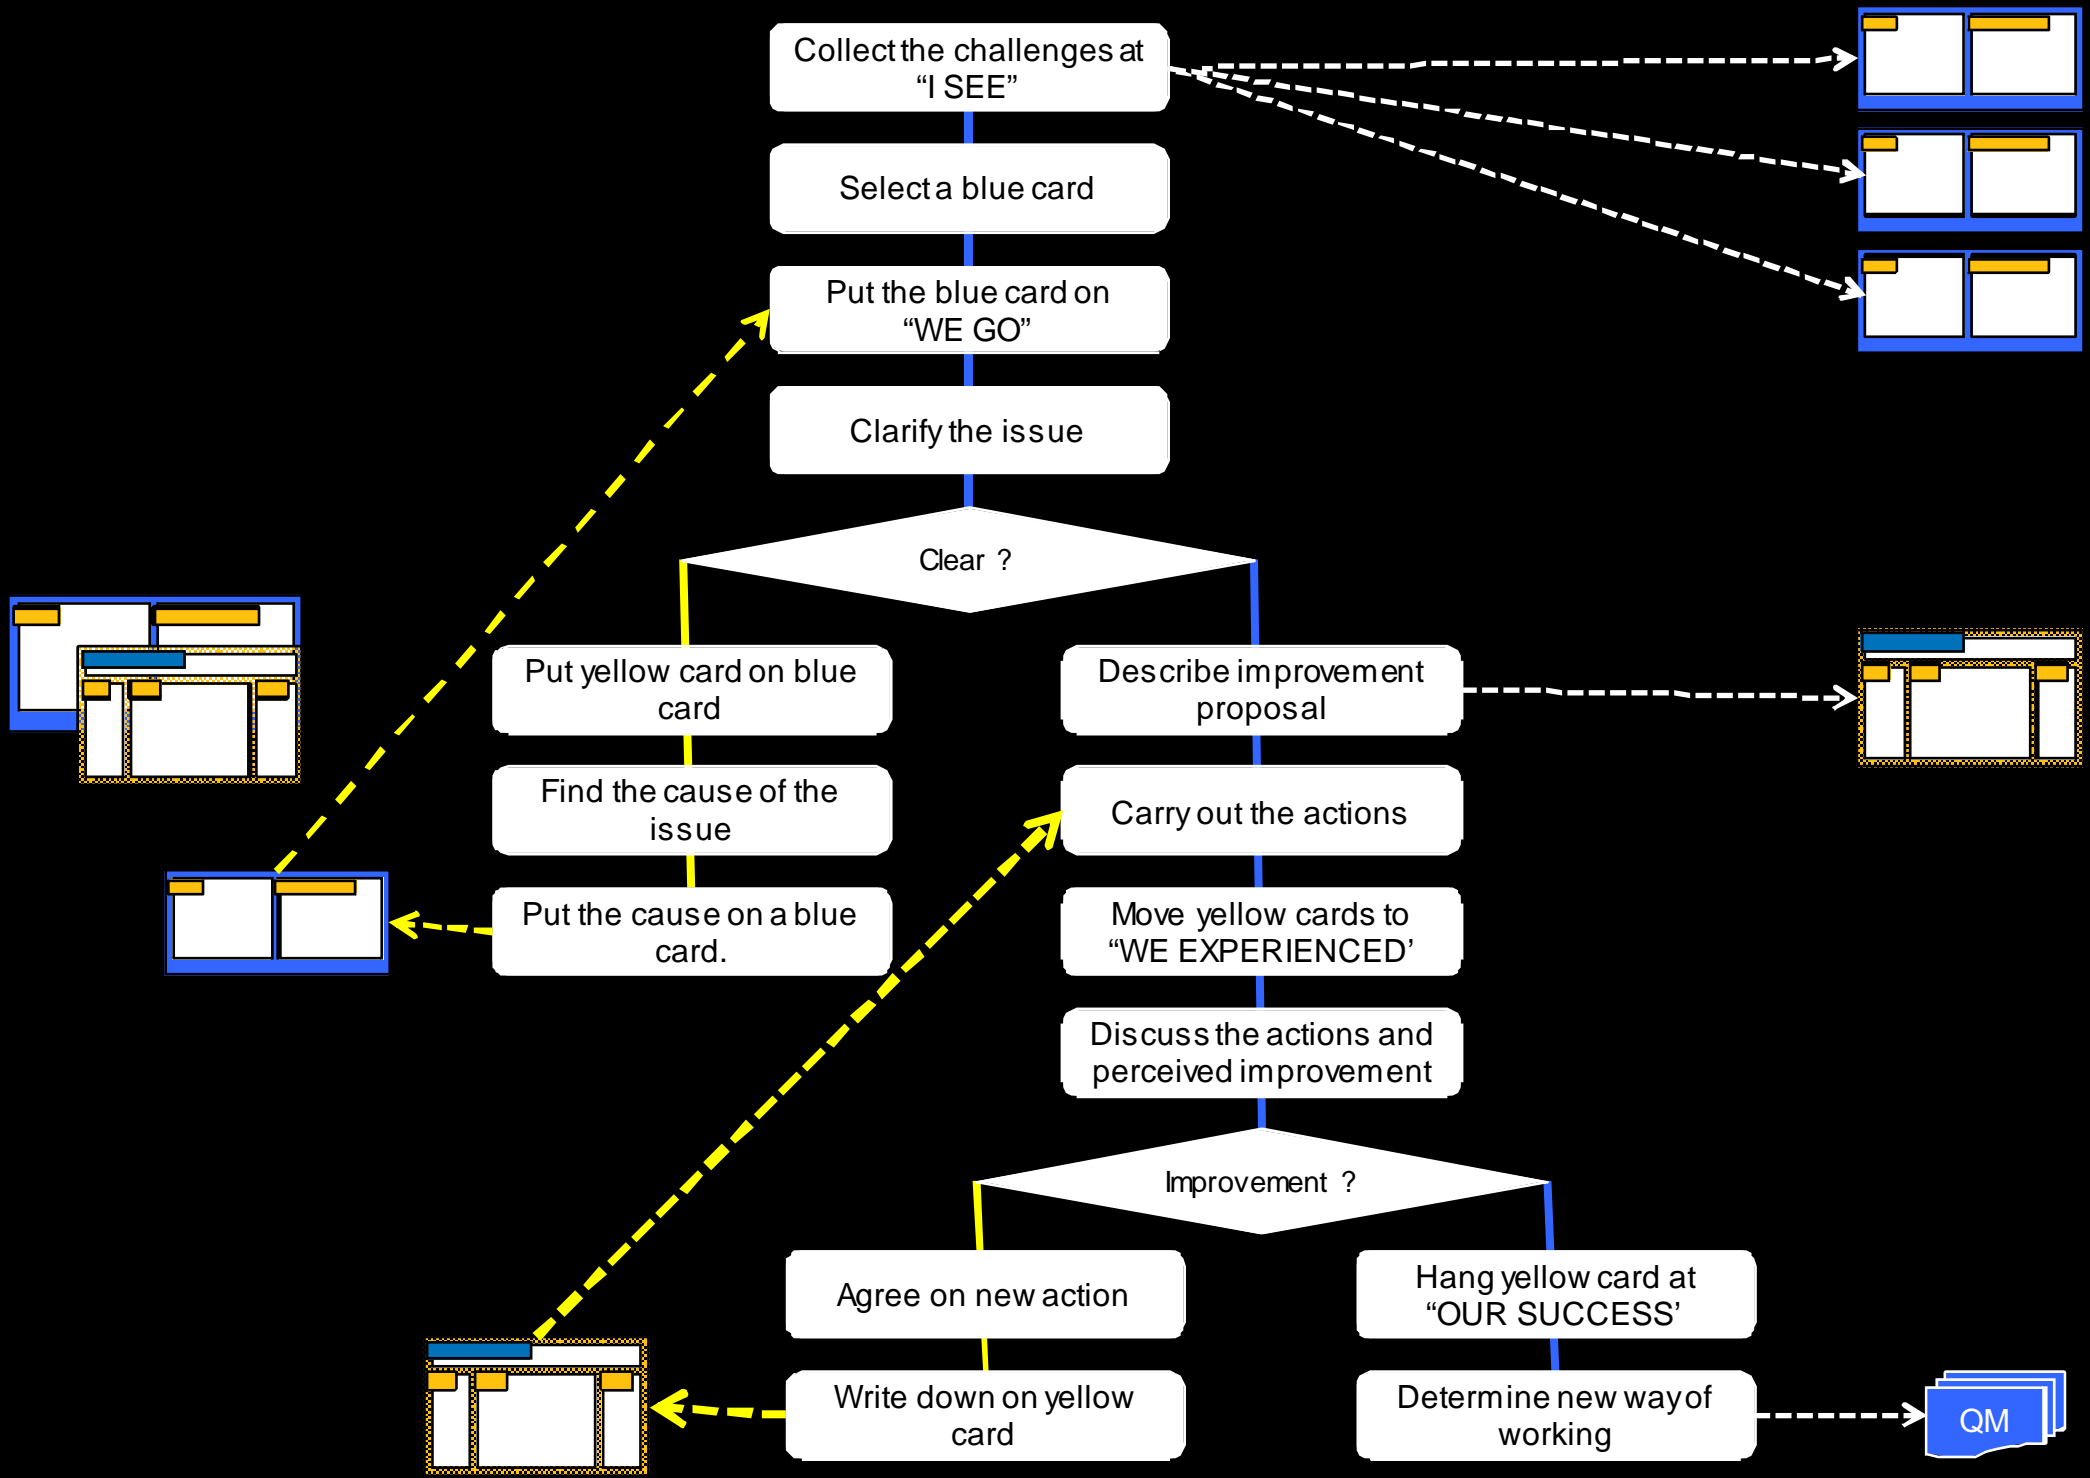 Collect the challenges at
“I SEE”
Select a blue card
Put the blue card on
“WE GO”
Clarify the issue
Clear ?
Put yellow card on blue
card
Describe improvement
proposal
Find the cause of the
issue
Carry out the actions
Put the cause on a blue
card.
Move yellow cards to
“WE EXPERIENCED’
Discuss the actions and
perceived improvement
Improvement ?
Agree on new action
Hang yellow card at
“OUR SUCCESS’
Write down on yellow
card
Determine new way of
working
QM